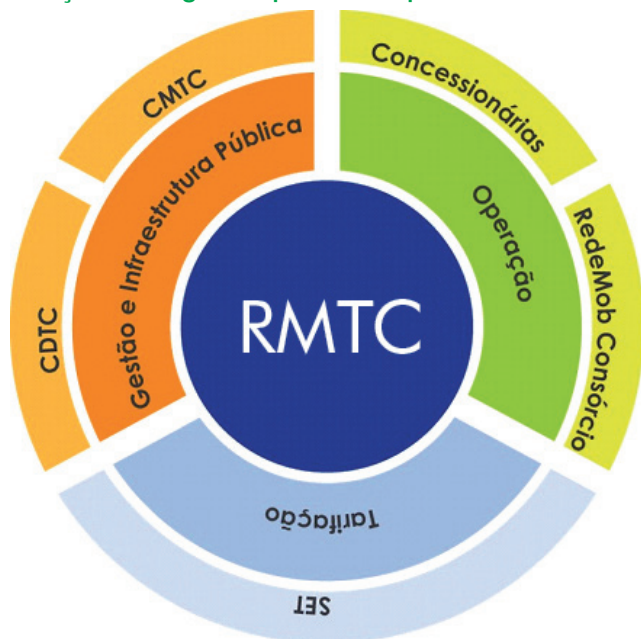 CMTC
Concessionárias
Gestão e Infraestrutura Pública
Operação
RMTC
CDTC
RedeMob Consórcio
Tarifação
SET